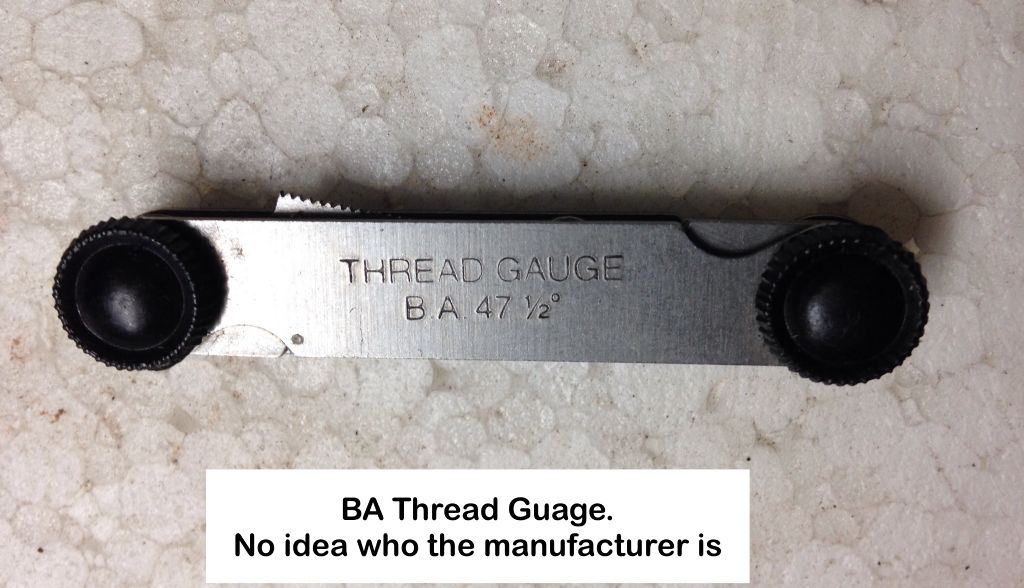 THREAD GAUGE
B.A. 47 ½°
BA Thread Guage.
No idea who the manufacturer is